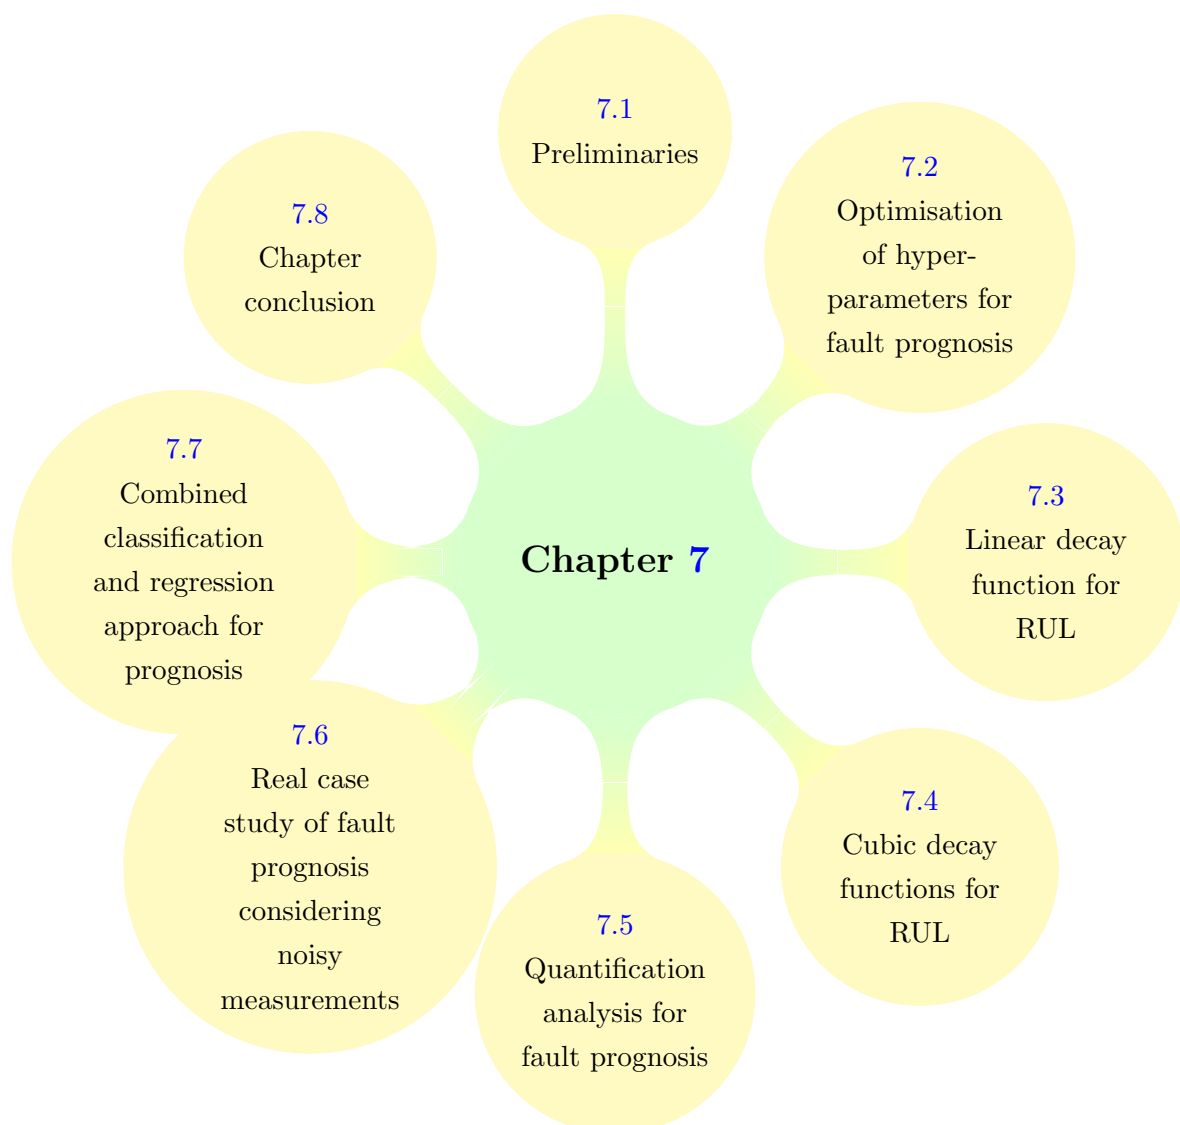 7.1
Preliminaries
7.2
Optimisation
of hyper-
parameters for
fault prognosis
7.3
Linear decay
function for
RUL
7.4
Cubic decay
functions for
RUL
7.5
Quantification
analysis for
fault prognosis
7.6
Real case
study of fault
prognosis
considering
noisy
measurements
7.7
Combined
classification
and regression
approach for
prognosis
7.8
Chapter
conclusion
Chapter 7